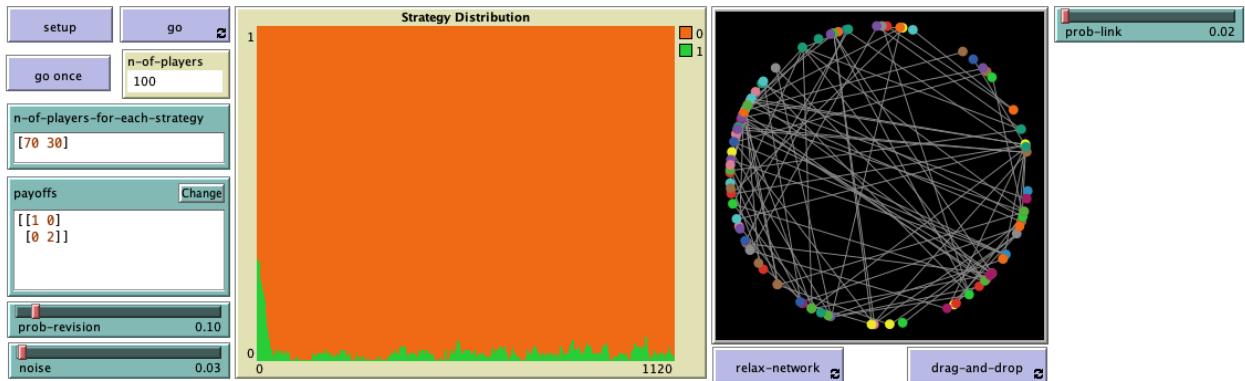 setup
go
go once
n-of-players
100
n-of-players-for-each-strategy
[70 30]
payoffs
Change
[[1 0]
[0 2]]
prob-revision 0.10
noise 0.03
Strategy Distribution
1
0
0
1120
0
1
relax-network
drag-and-drop
prob-link 0.02